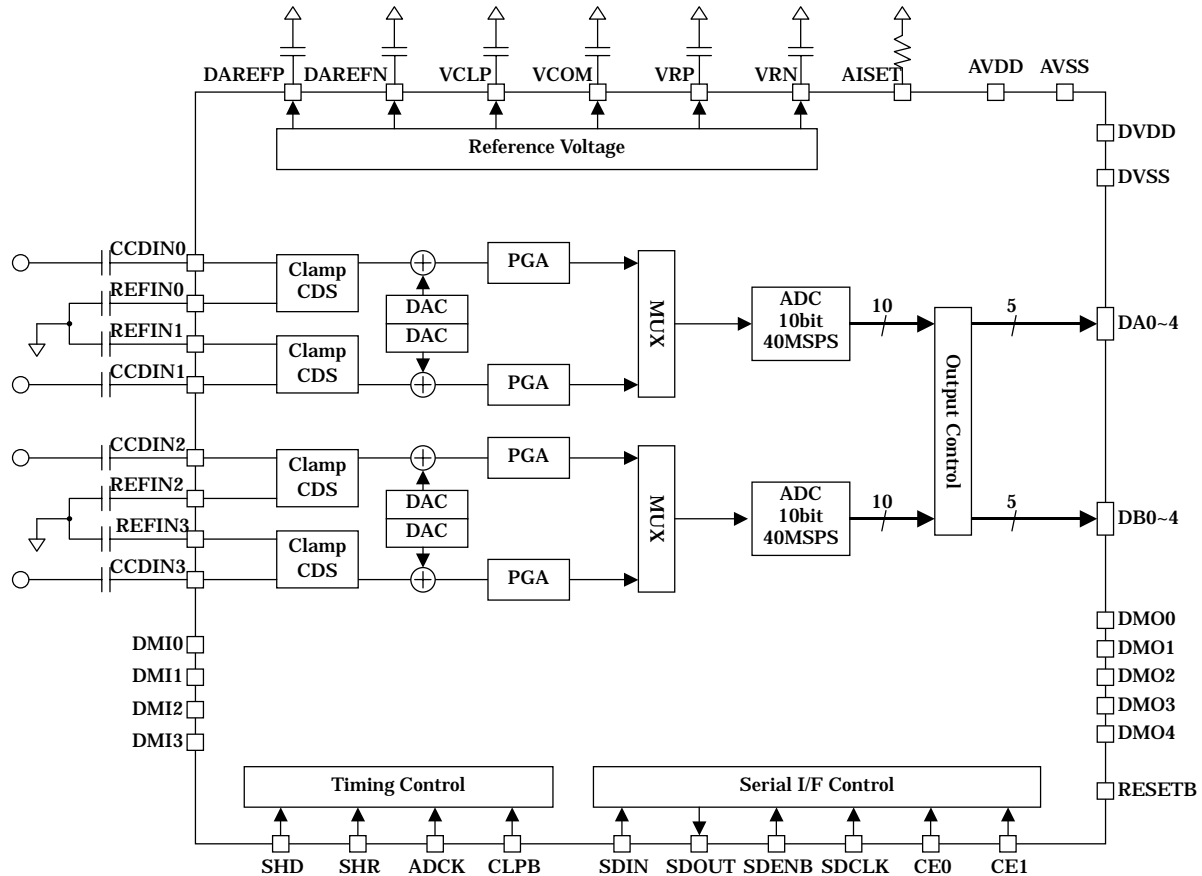 DAREFP DAREFN VCLP VCOM VRP VRN AISET AVDD AVSS
DVDD
Reference Voltage
DVSS
CCDIN0
PGA
Clamp
CDS
REFIN0
DAC
MUX
ADC
10bit
40MSPS
10
5
DA0~4
REFIN1
DAC
Clamp
CDS
CCDIN1
PGA
Output Control
CCDIN2
PGA
Clamp
CDS
REFIN2
DAC
MUX
ADC
10bit
40MSPS
10
5
DB0~4
REFIN3
DAC
Clamp
CDS
CCDIN3
PGA
DMI0
DMI1
DMI2
DMI3
DMO0
DMO1
DMO2
DMO3
DMO4
RESETB
Timing Control
Serial I/F Control
SHD SHR ADCK CLPB SDIN SDOUT SDENB SDCLK CE0 CE1